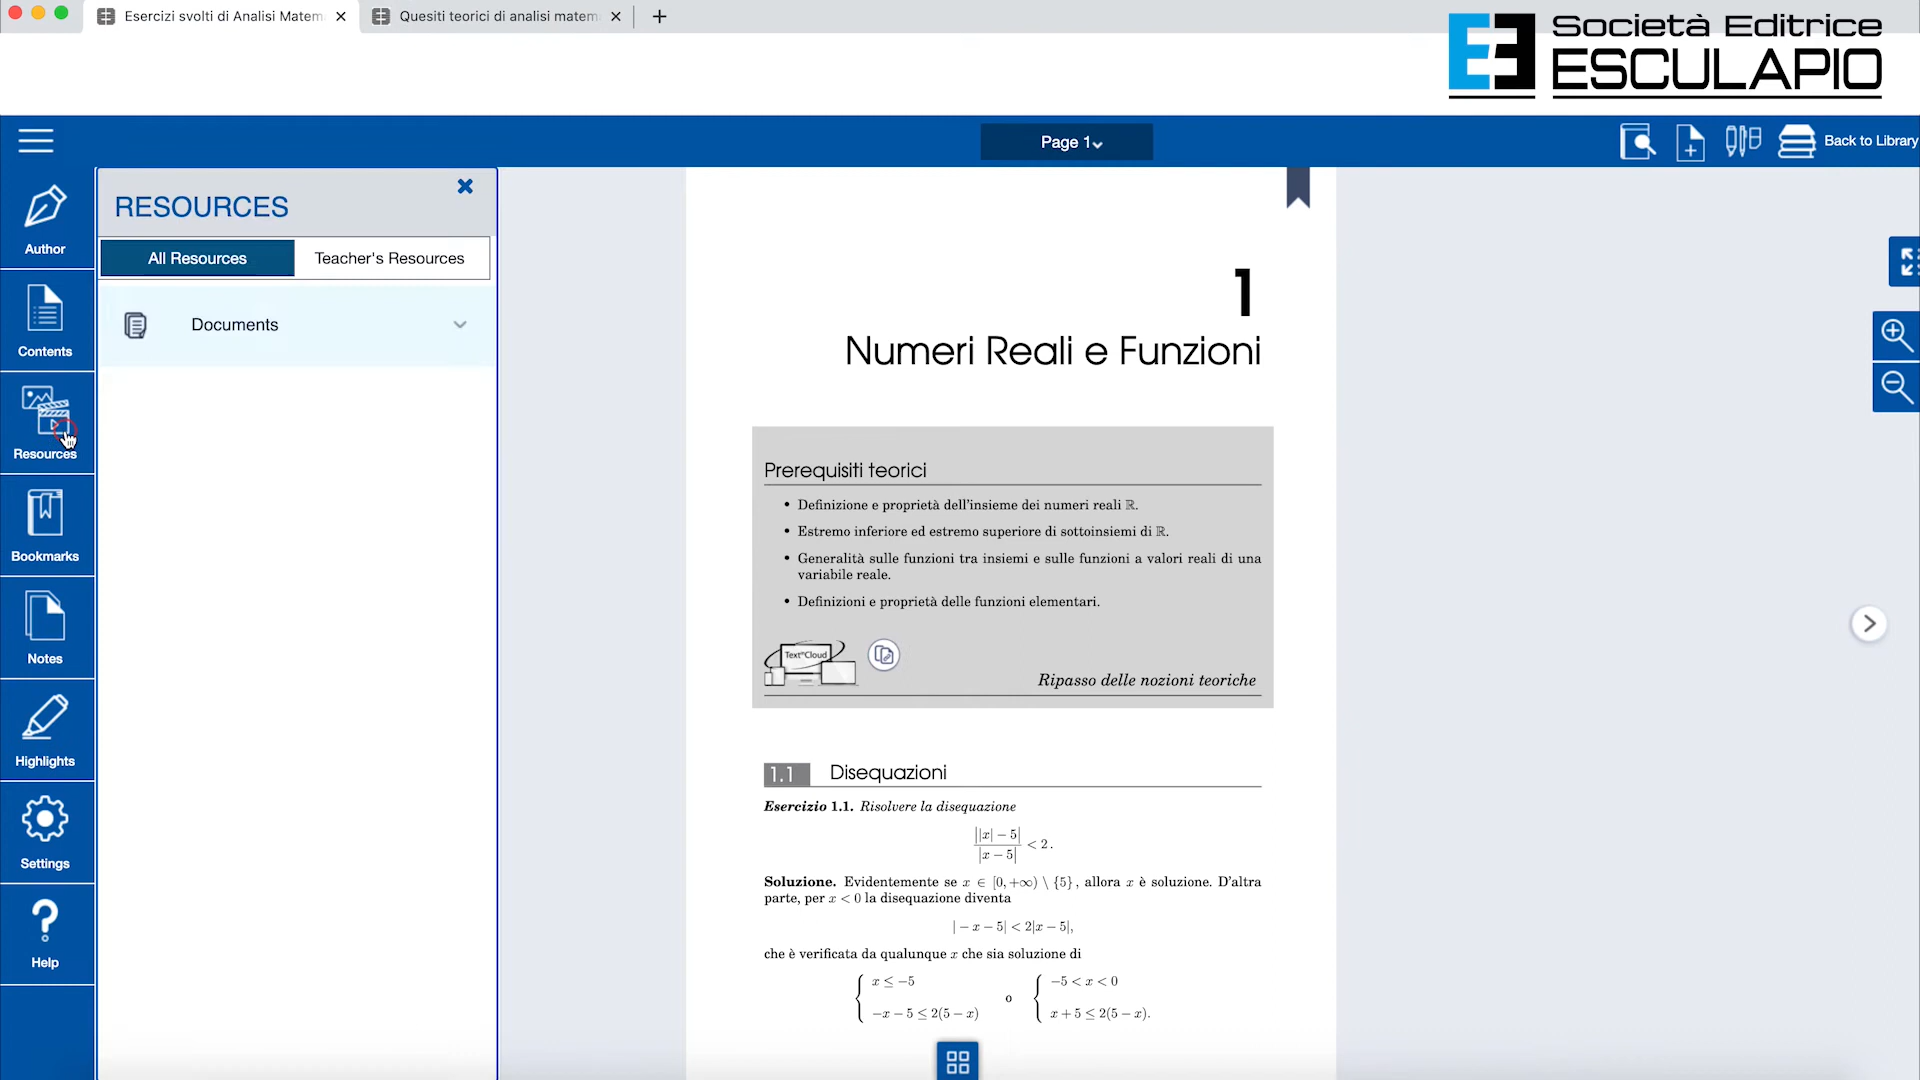 Esercizi svolti di Analisi Matem
Quesiti teorici di analisi matem
Società Editrice
ESCULAPIO
Page 1
Back to Library
Author
Contents
Resources
Bookmarks
Notes
Highlights
Settings
Help
RESOURCES
All Resources
Teacher's Resources
Documents
1
Numeri Reali e Funzioni
Prerequisiti teorici
• Definizione e proprietà dell'insieme dei numeri reali ℝ.
• Estremo inferiore ed estremo superiore di sottoinsiemi di ℝ.
• Generalità sulle funzioni tra insiemi e sulle funzioni a valori reali di una
variabile reale.
• Definizioni e proprietà delle funzioni elementari.
Text Cloud
Ripasso delle nozioni teoriche
1.1 Disequazioni
Esercizio 1.1. Risolvere la disequazione
||x| − 5|
|x − 5|
< 2.
Soluzione. Evidentemente se x ∈ [0, +∞) \ {5}, allora x è soluzione. D'altra
parte, per x < 0 la disequazione diventa
| − x − 5| < 2|x − 5|,
che è verificata da qualunque x che sia soluzione di
x ≤ −5
−x − 5 ≤ 2(5 − x)
o
−5 < x < 0
x + 5 ≤ 2(5 − x).